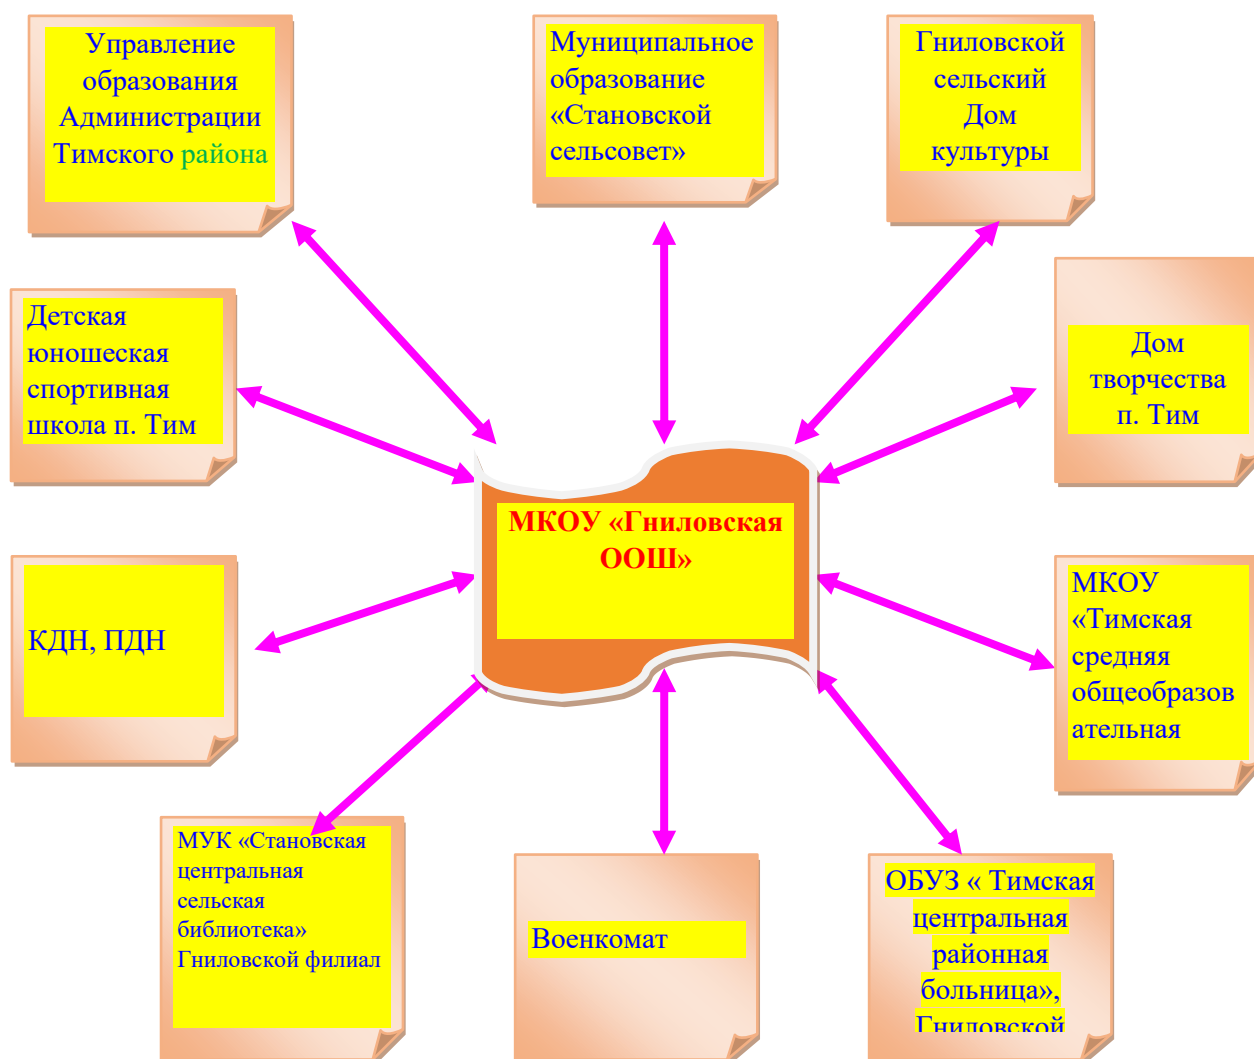 Управление
образования
Администрации
Тимского района
Муниципальное
образование
«Становской
сельсовет»
Гниловской
сельский
Дом
культуры
Детская
юношеская
спортивная
школа п. Тим
Дом
творчества
п. Тим
МКОУ «Гниловская
ООШ»
КДН, ПДН
МКОУ
«Тимская
средняя
общеобразов
ательная
МУК «Становская
центральная
сельская
библиотека»
Гниловской филиал
Военкомат
ОБУЗ « Тимская
центральная
районная
больница»,
Гниловской